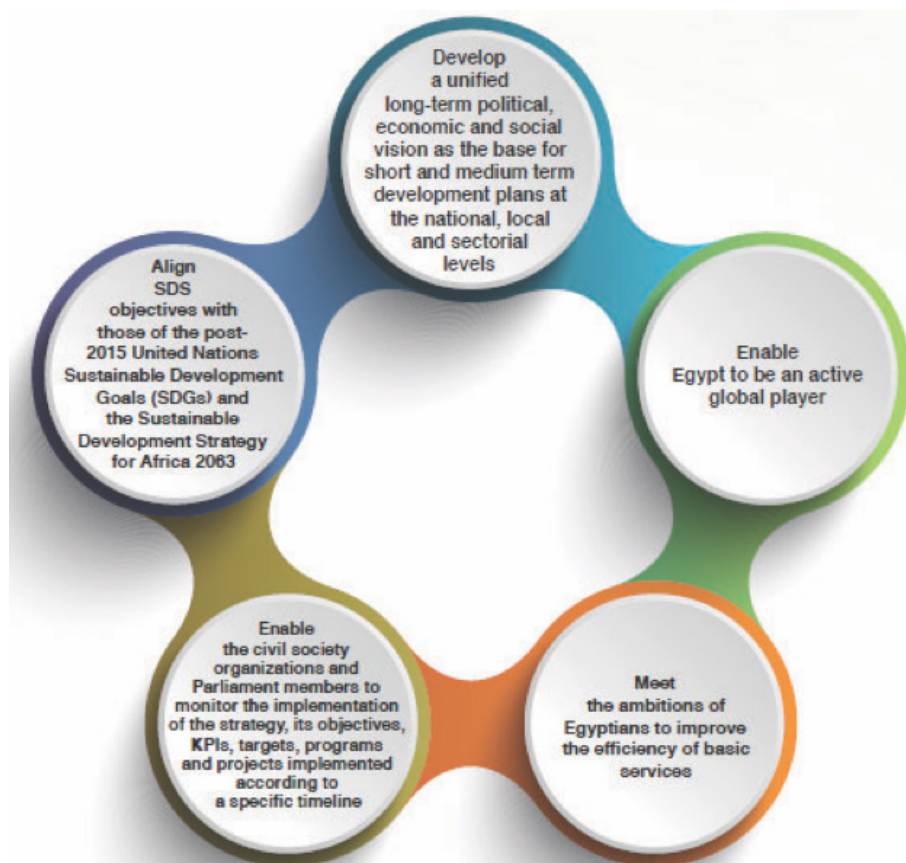 Develop
a unified
long-term political,
economic and social
vision as the base for
short and medium term
development plans at
the national, local
and sectorial
levels
Enable
Egypt to be an active
global player
Meet
the ambitions of
Egyptians to improve
the efficiency of basic
services
Enable
the civil society
organizations and
Parliament members to
monitor the implementation
of the strategy, its objectives,
KPIs, targets, programs
and projects implemented
according to
a specific timeline
Align
SDS
objectives with
those of the post-
2015 United Nations
Sustainable Development
Goals (SDGs) and
the Sustainable
Development Strategy
for Africa 2063